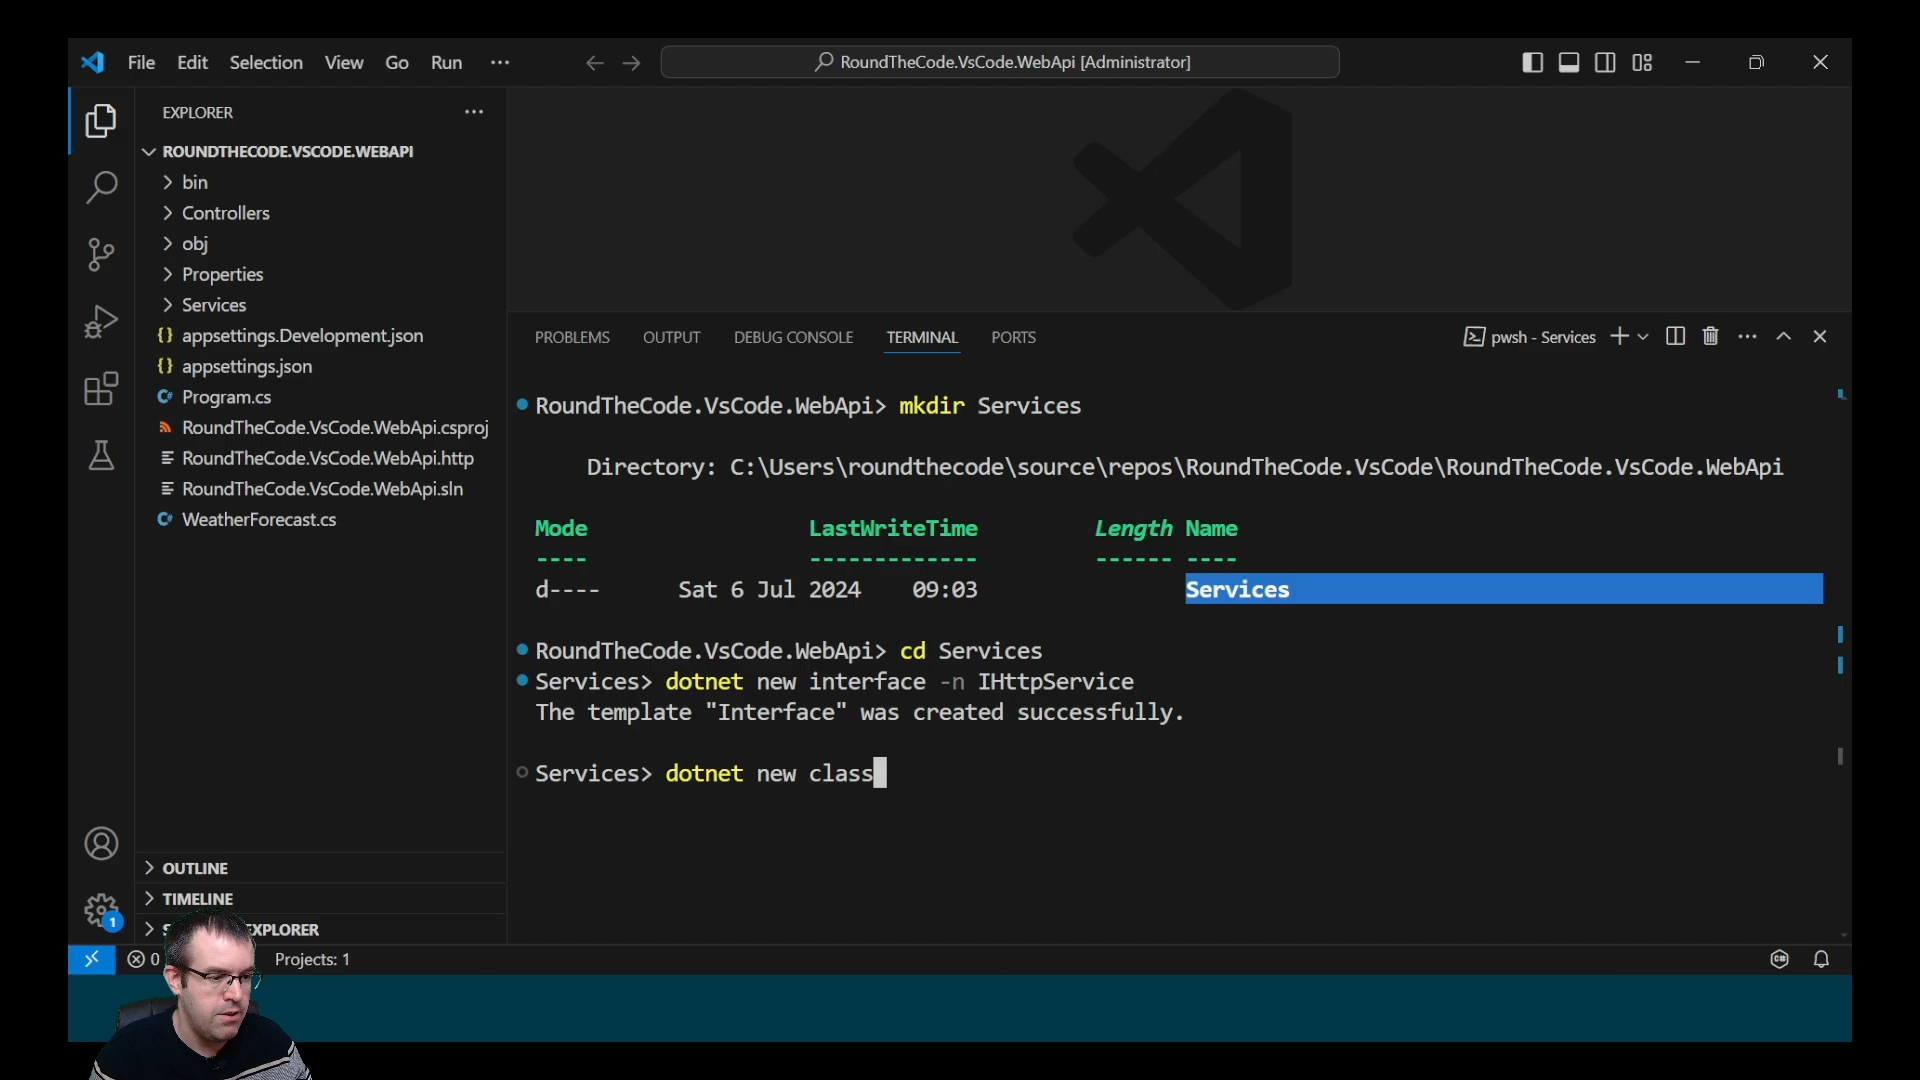 File Edit Selection View Go Run ···
RoundTheCode.VsCode.WebApi [Administrator]
EXPLORER
ROUNDTHECODE.VSCODE.WEBAPI
bin
Controllers
obj
Properties
Services
{} appsettings.Development.json
{} appsettings.json
C# Program.cs
RoundTheCode.VsCode.WebApi.csproj
RoundTheCode.VsCode.WebApi.http
RoundTheCode.VsCode.WebApi.sln
C# WeatherForecast.cs
OUTLINE
TIMELINE
EXPLORER
PROBLEMS OUTPUT DEBUG CONSOLE TERMINAL PORTS
pwsh - Services
RoundTheCode.VsCode.WebApi> mkdir Services
Directory: C:\Users\roundthecode\source\repos\RoundTheCode.VsCode\RoundTheCode.VsCode.WebApi
Mode LastWriteTime Length Name
---- ------------- ------ ----
d---- Sat 6 Jul 2024 09:03 Services
RoundTheCode.VsCode.WebApi> cd Services
Services> dotnet new interface -n IHttpService
The template "Interface" was created successfully.
Services> dotnet new class
1
0
Projects: 1